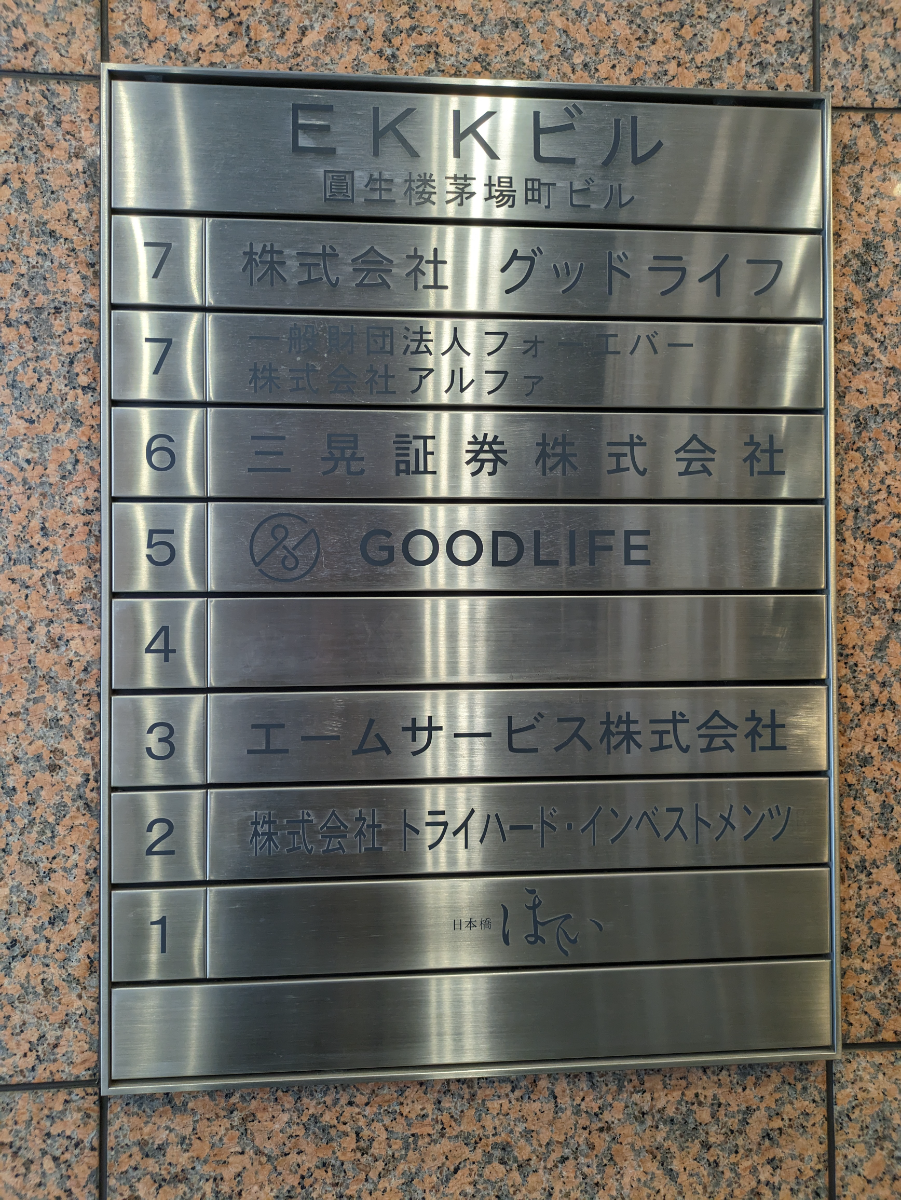 EKKビル
圓生楼茅場町ビル
7 株式会社 グッドライフ
7 一般財団法人フォーエバー
株式会社アルファ
6 三晃証券株式会社
5 GOODLIFE
4
3 エームサービス株式会社
2 株式会社トライハード・インベストメンツ
1 日本橋 ほてい